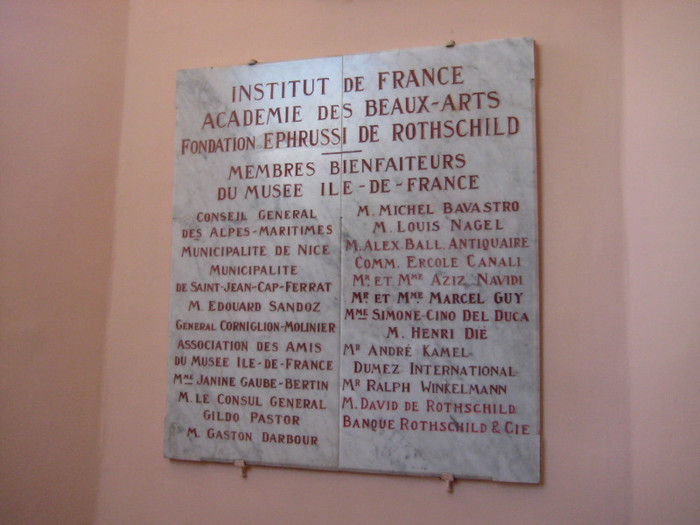 INSTITUT DE FRANCE
ACADEMIE DES BEAUX-ARTS
FONDATION EPHRUSSI DE ROTHSCHILD
MEMBRES BIENFAITEURS
DU MUSEE ILE-DE-FRANCE
CONSEIL GENERAL
DES ALPES-MARITIMES
MUNICIPALITE DE NICE
MUNICIPALITE
DE SAINT-JEAN-CAP-FERRAT
M. EDOUARD SANDOZ
GENERAL CORNIGLION-MOLINIER
ASSOCIATION DES AMIS
DU MUSEE ILE-DE-FRANCE
MME JANINE GAUBE-BERTIN
M. LE CONSUL GENERAL
GILDO PASTOR
M. GASTON DARBOUR
M. MICHEL BAVASTRO
M. LOUIS NAGEL
M. ALEX BALL. ANTIQUAIRE
COMM. ERCOLE CANALI
MR ET MME AZIZ NAVIDI
MR ET MME MARCEL GUY
MME SIMONE-CINO DEL DUCA
M. HENRI DIÉ
MR ANDRÉ KAMEL-
DUMEZ INTERNATIONAL
MR RALPH WINKELMANN
M. DAVID DE ROTHSCHILD
BANQUE ROTHSCHILD & CIE